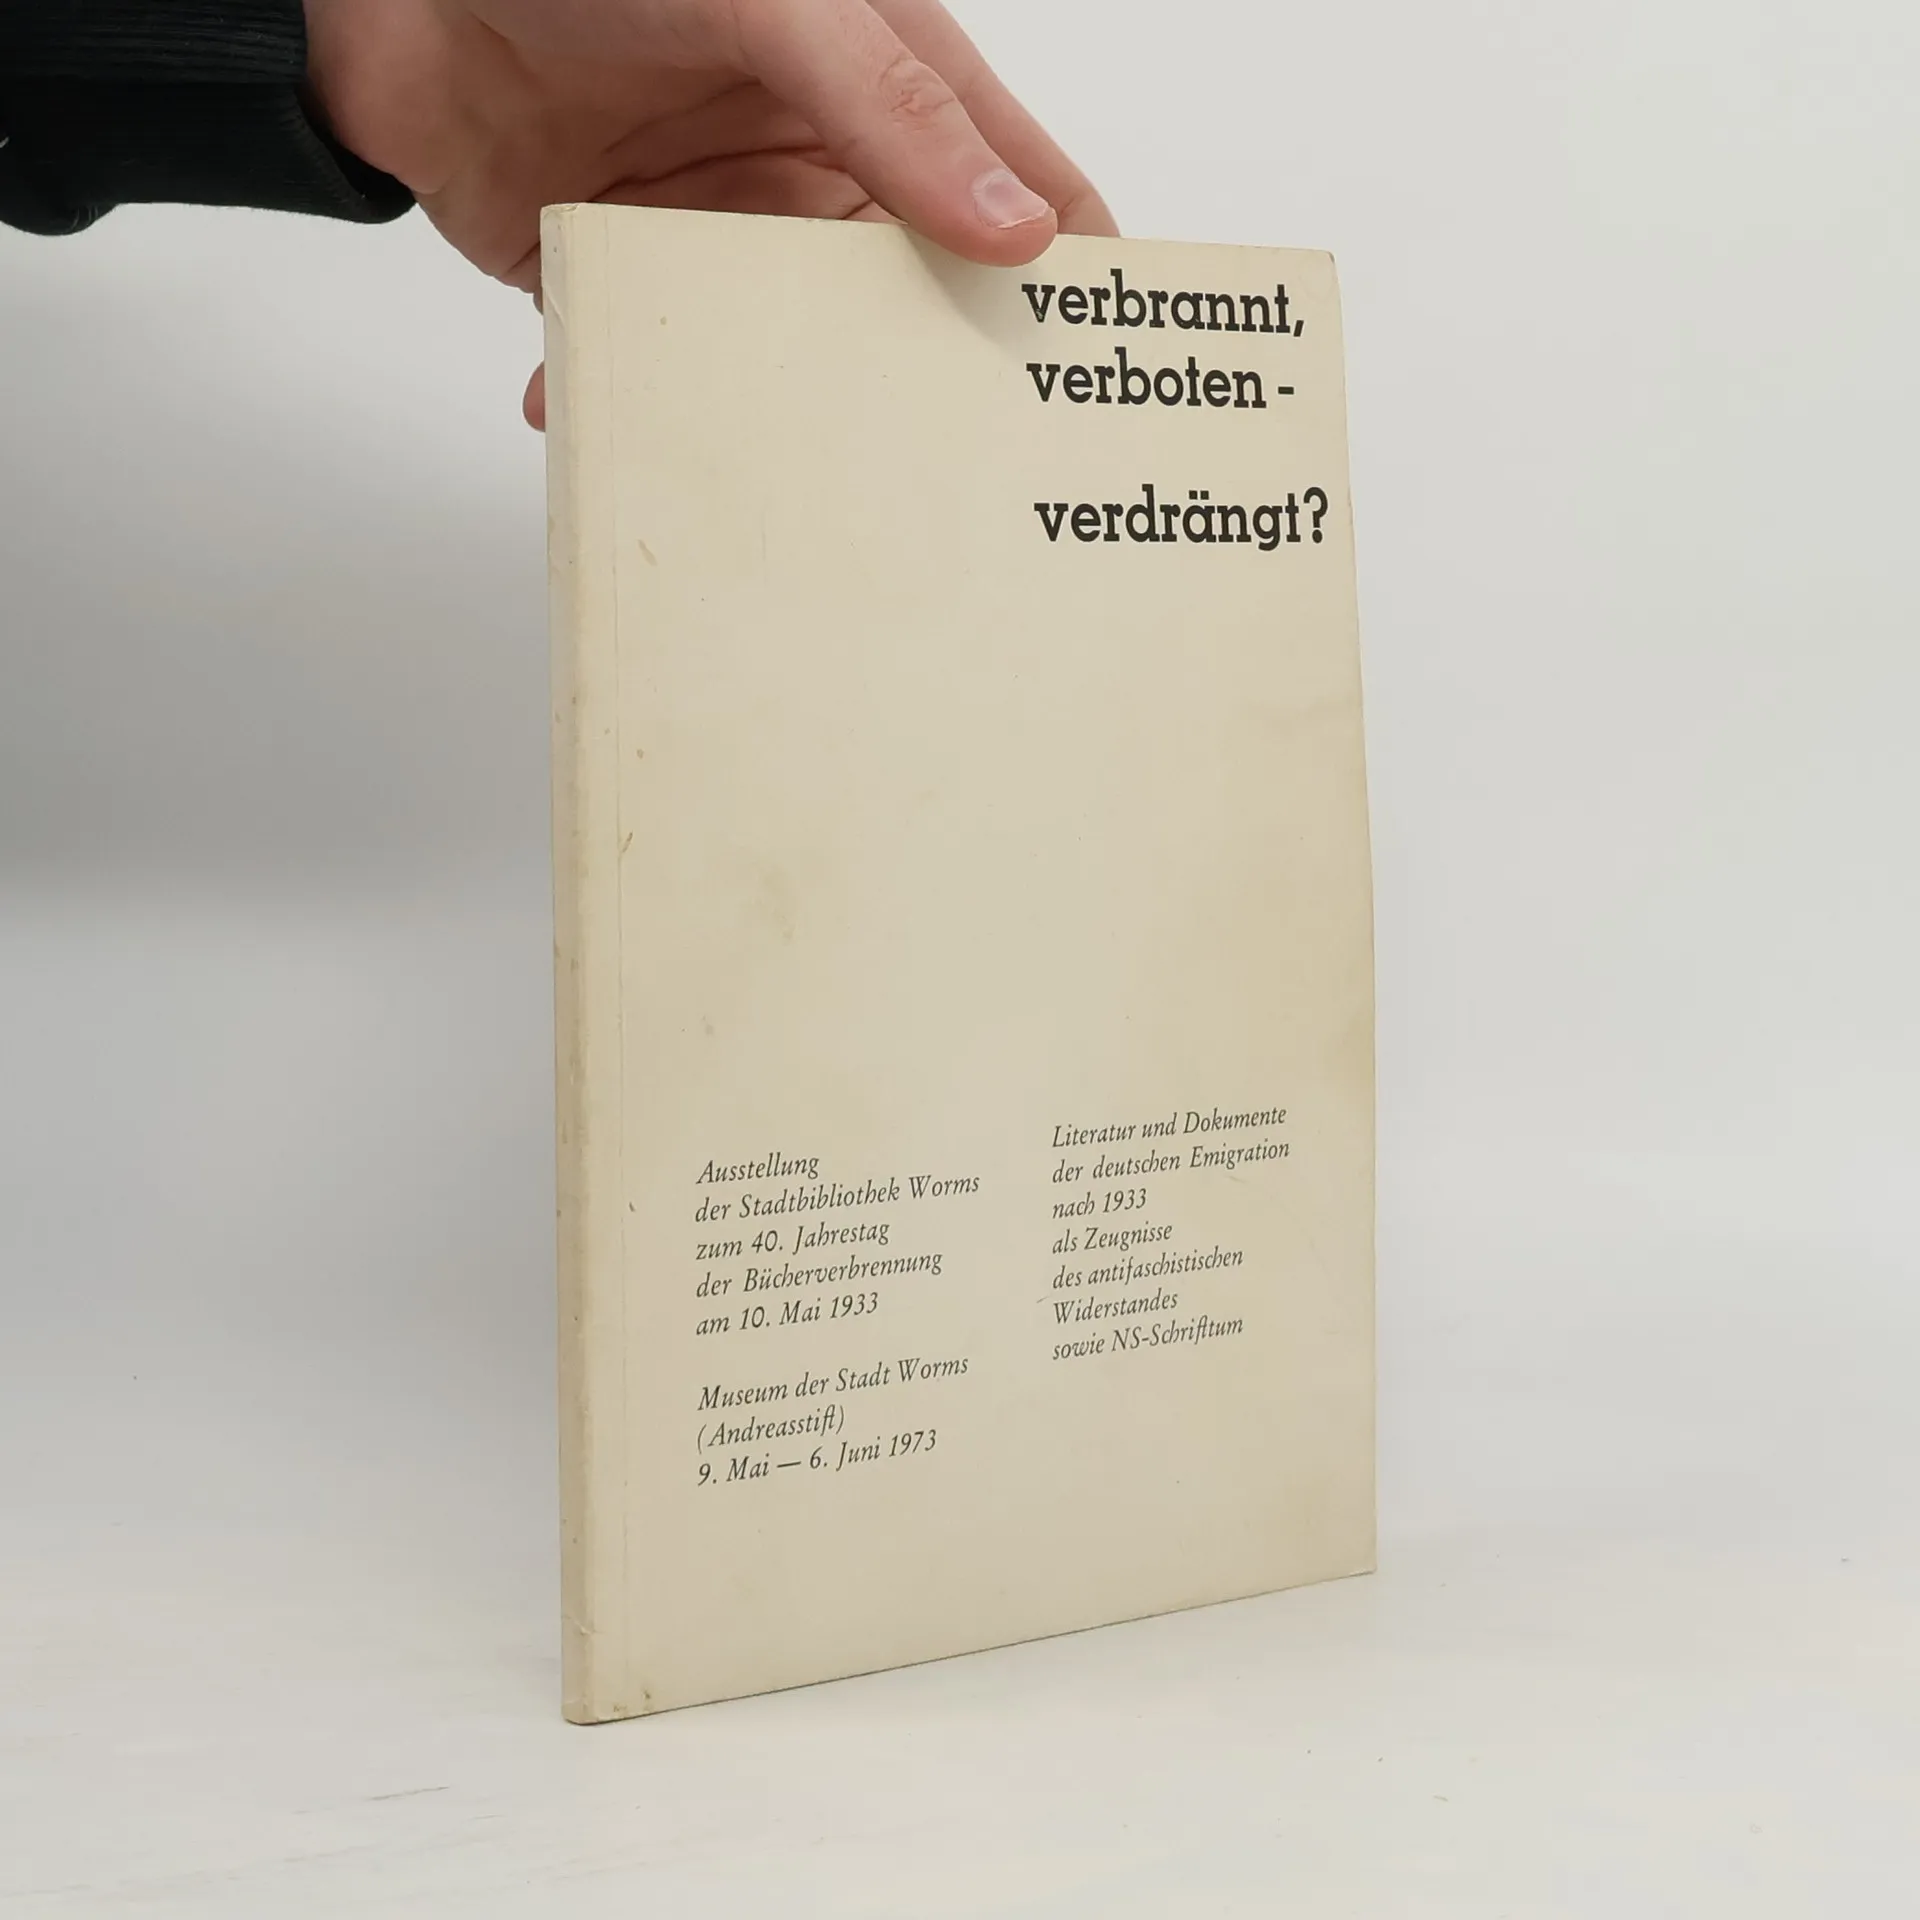 verbrannt,
verboten -
verdrängt?
Ausstellung
der Stadtbibliothek Worms
zum 40. Jahrestag
der Bücherverbrennung
am 10. Mai 1933
Museum der Stadt Worms
(Andreasstift)
9. Mai — 6. Juni 1973
Literatur und Dokumente
der deutschen Emigration
nach 1933
als Zeugnisse
des antifaschistischen
Widerstandes
sowie NS-Schrifttum